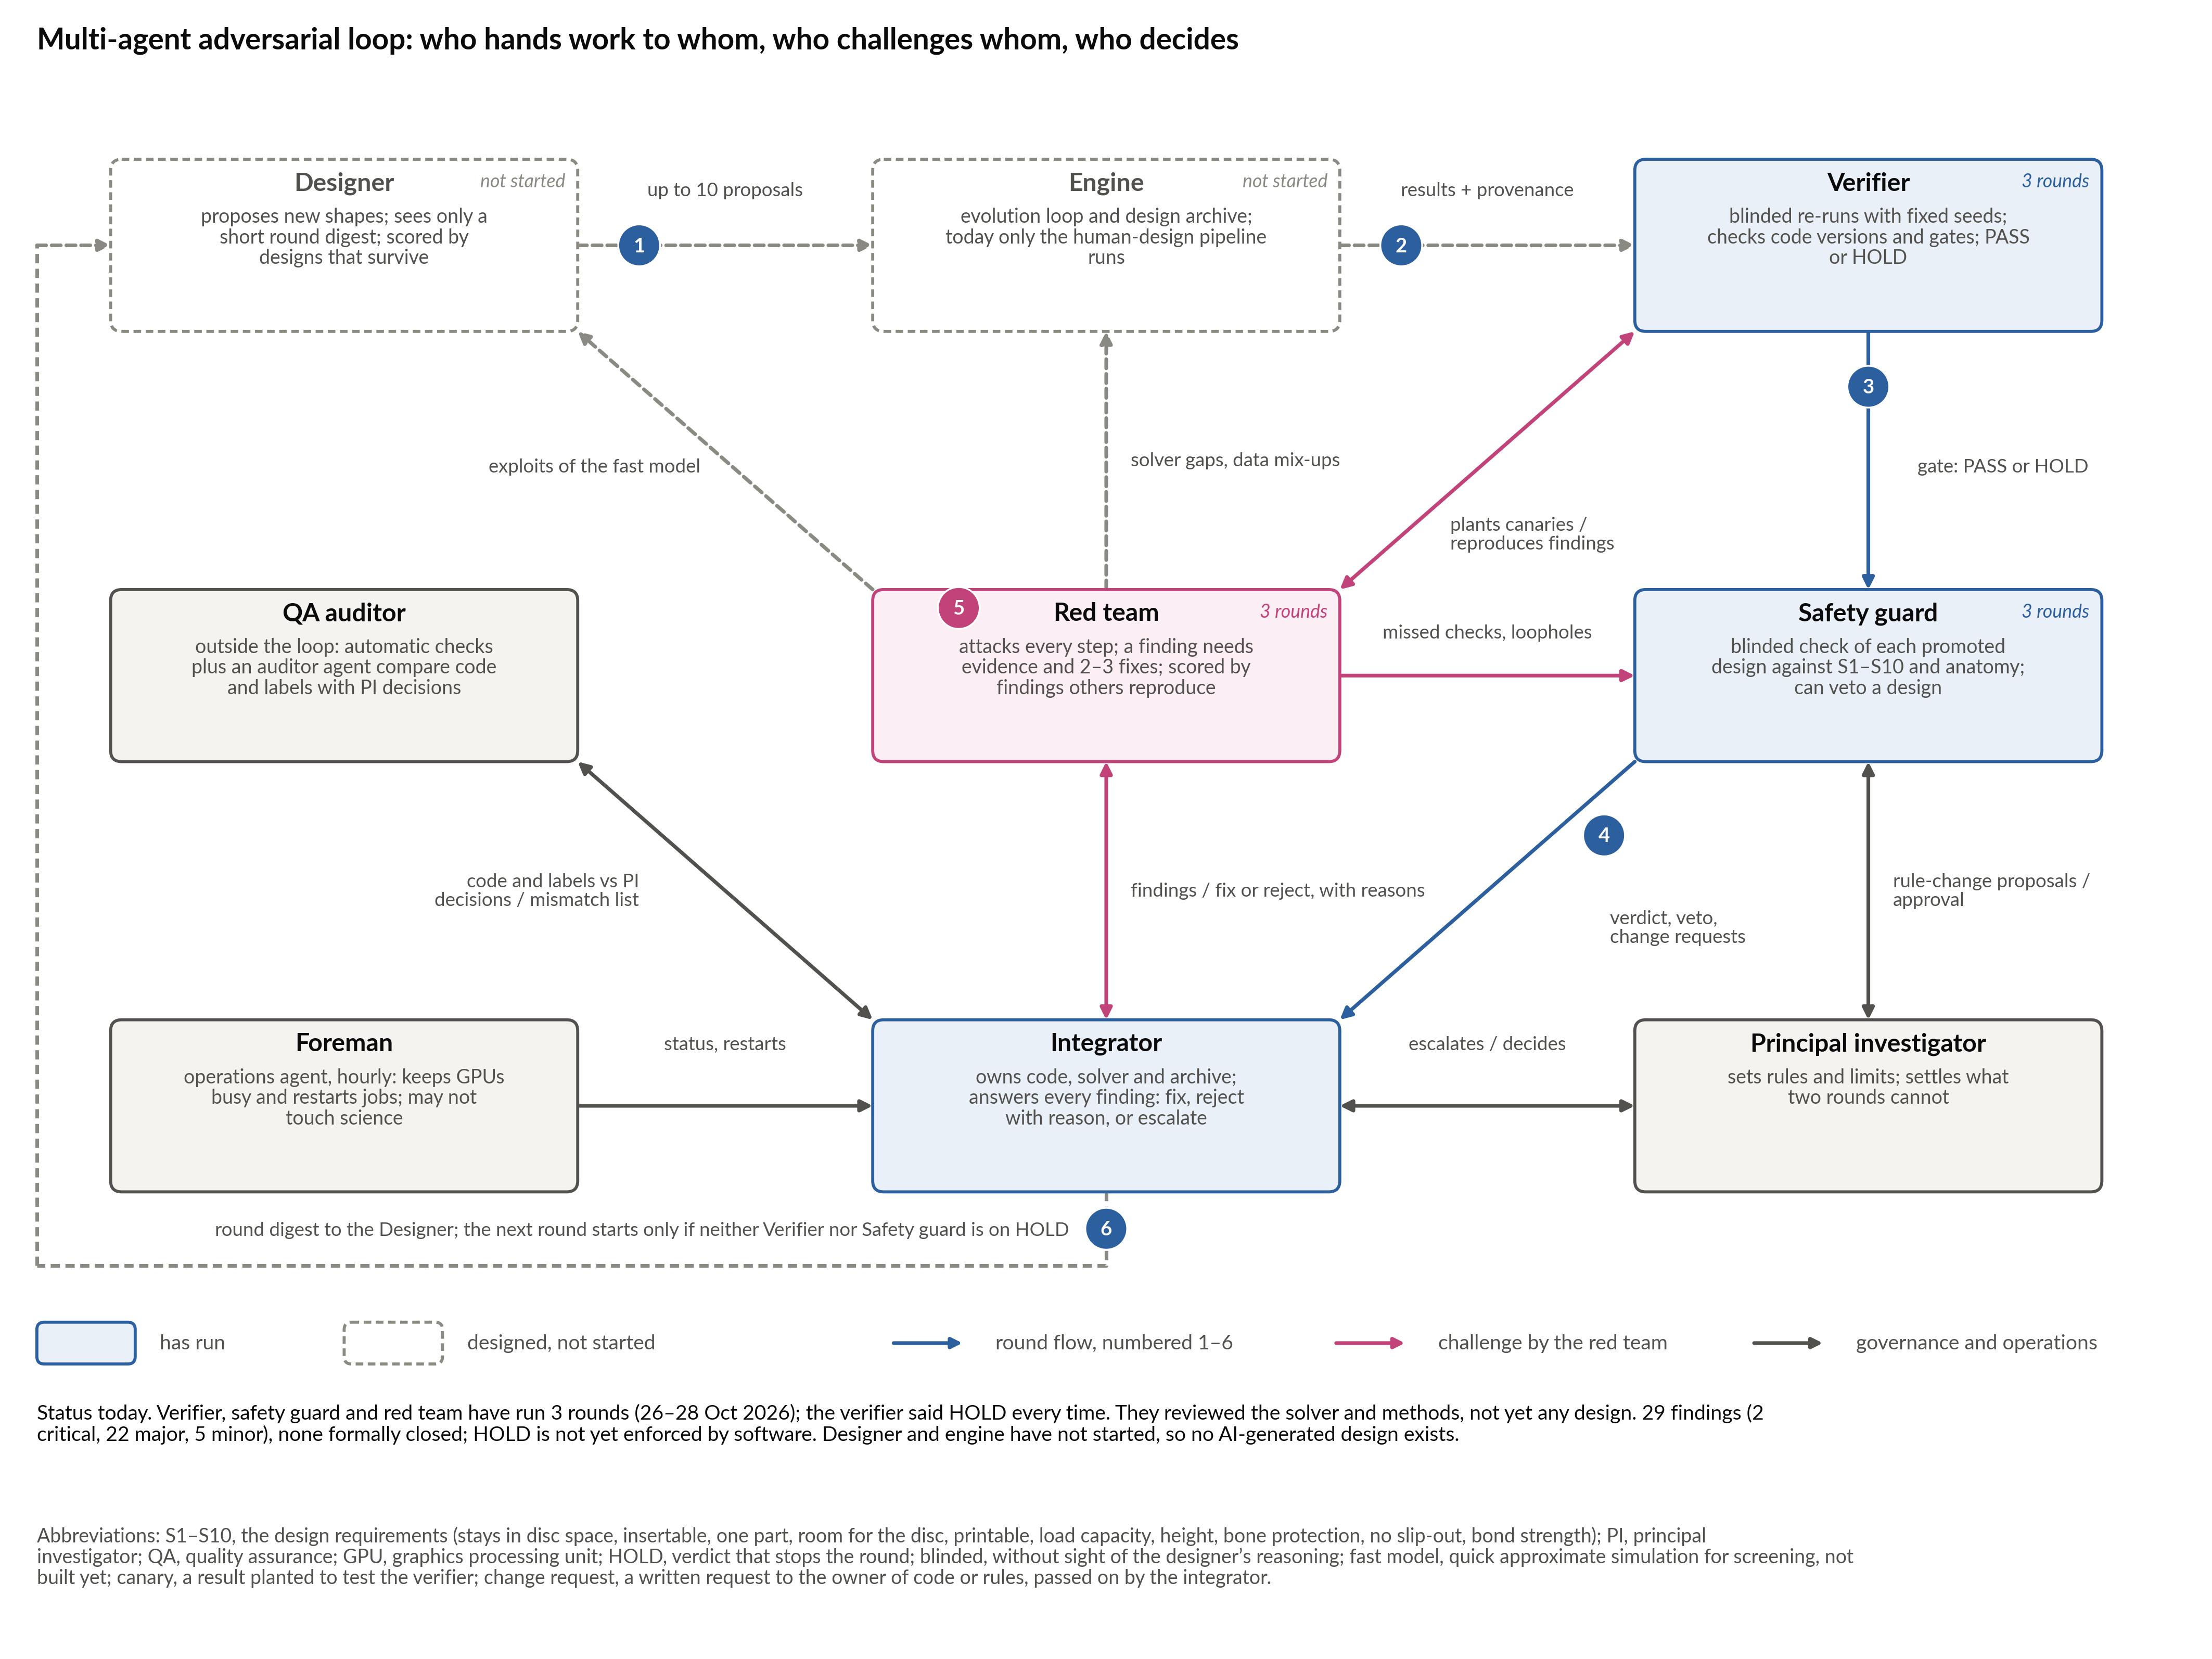 Multi-agent adversarial loop: who hands work to whom, who challenges whom, who decides
Designer
not started
proposes new shapes; sees only a
short round digest; scored by
designs that survive
up to 10 proposals
1
Engine
not started
evolution loop and design archive;
today only the human-design pipeline
runs
results + provenance
2
Verifier
3 rounds
blinded re-runs with fixed seeds;
checks code versions and gates; PASS
or HOLD
3
exploits of the fast model
solver gaps, data mix-ups
gate: PASS or HOLD
plants canaries /
reproduces findings
QA auditor
outside the loop: automatic checks
plus an auditor agent compare code
and labels with PI decisions
5
Red team
3 rounds
attacks every step; a finding needs
evidence and 2–3 fixes; scored by
findings others reproduce
missed checks, loopholes
Safety guard
3 rounds
blinded check of each promoted
design against S1–S10 and anatomy;
can veto a design
4
code and labels vs PI
decisions / mismatch list
findings / fix or reject, with reasons
verdict, veto,
change requests
rule-change proposals /
approval
Foreman
operations agent, hourly: keeps GPUs
busy and restarts jobs; may not
touch science
status, restarts
Integrator
owns code, solver and archive;
answers every finding: fix, reject
with reason, or escalate
escalates / decides
Principal investigator
sets rules and limits; settles what
two rounds cannot
round digest to the Designer; the next round starts only if neither Verifier nor Safety guard is on HOLD
6
has run
designed, not started
round flow, numbered 1–6
challenge by the red team
governance and operations
Status today. Verifier, safety guard and red team have run 3 rounds (26–28 Oct 2026); the verifier said HOLD every time. They reviewed the solver and methods, not yet any design. 29 findings (2
critical, 22 major, 5 minor), none formally closed; HOLD is not yet enforced by software. Designer and engine have not started, so no AI-generated design exists.
Abbreviations: S1–S10, the design requirements (stays in disc space, insertable, one part, room for the disc, printable, load capacity, height, bone protection, no slip-out, bond strength); PI, principal
investigator; QA, quality assurance; GPU, graphics processing unit; HOLD, verdict that stops the round; blinded, without sight of the designer’s reasoning; fast model, quick approximate simulation for screening, not
built yet; canary, a result planted to test the verifier; change request, a written request to the owner of code or rules, passed on by the integrator.